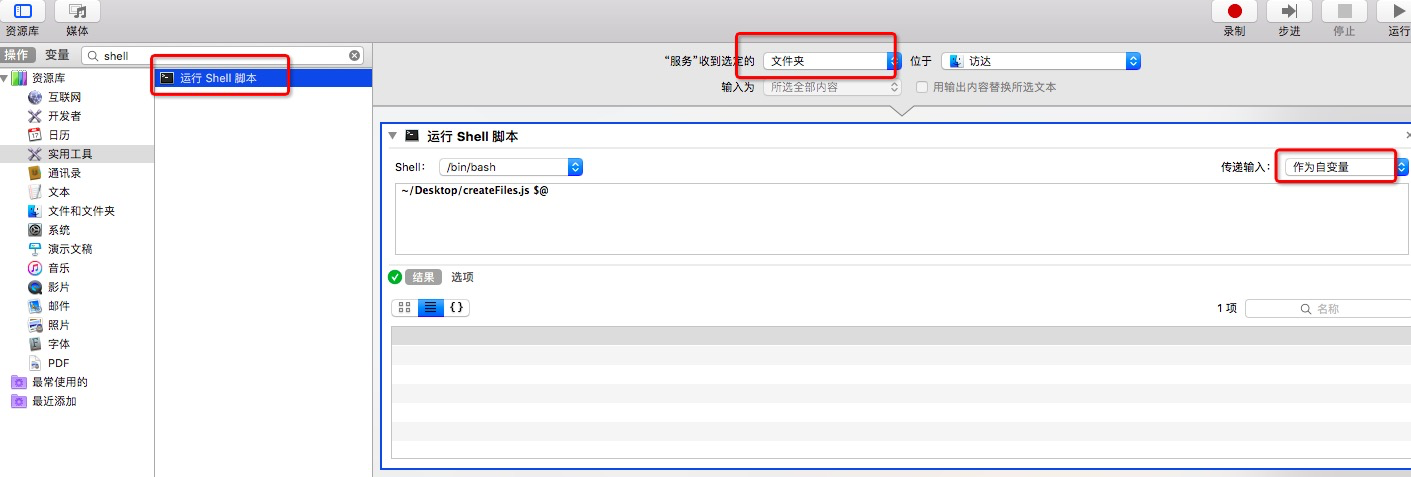 资源库
媒体
录制
步进
停止
运行
操作
变量
shell
资源库
互联网
开发者
日历
实用工具
通讯录
文本
文件和文件夹
系统
演示文稿
音乐
影片
邮件
照片
字体
PDF
最常使用的
最近添加
运行 Shell 脚本
“服务”收到选定的 文件夹 位于 访达
输入为 所选全部内容 用输出内容替换所选文本
运行 Shell 脚本
Shell： /bin/bash 传递输入： 作为自变量
~/Desktop/createFiles.js $@
结果 选项
1 项 名称